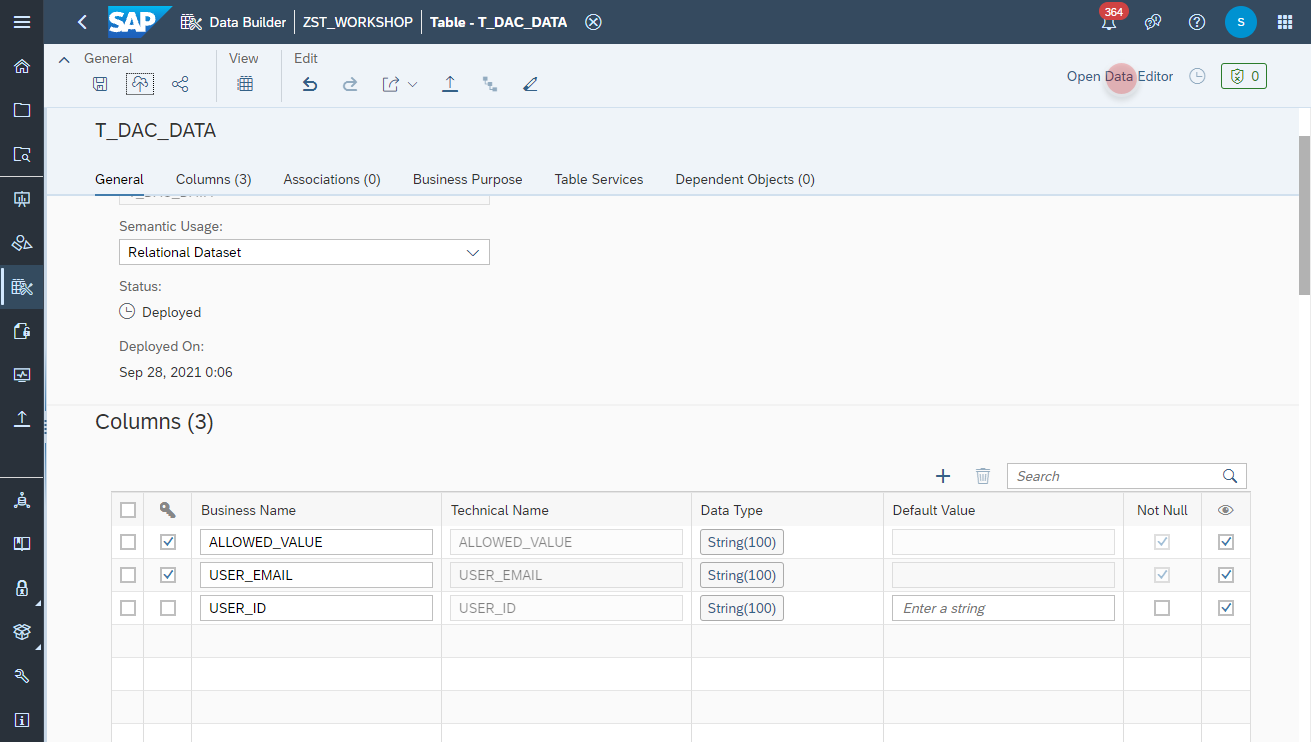 SAP Data Builder ZST_WORKSHOP Table - T_DAC_DATA 364 S
General View Edit
Open Data Editor 0
T_DAC_DATA
General Columns (3) Associations (0) Business Purpose Table Services Dependent Objects (0)
Semantic Usage:
Relational Dataset
Status:
Deployed
Deployed On:
Sep 28, 2021 0:06
Columns (3)
Search
Business Name Technical Name Data Type Default Value Not Null
ALLOWED_VALUE ALLOWED_VALUE String(100)
USER_EMAIL USER_EMAIL String(100)
USER_ID USER_ID String(100) Enter a string